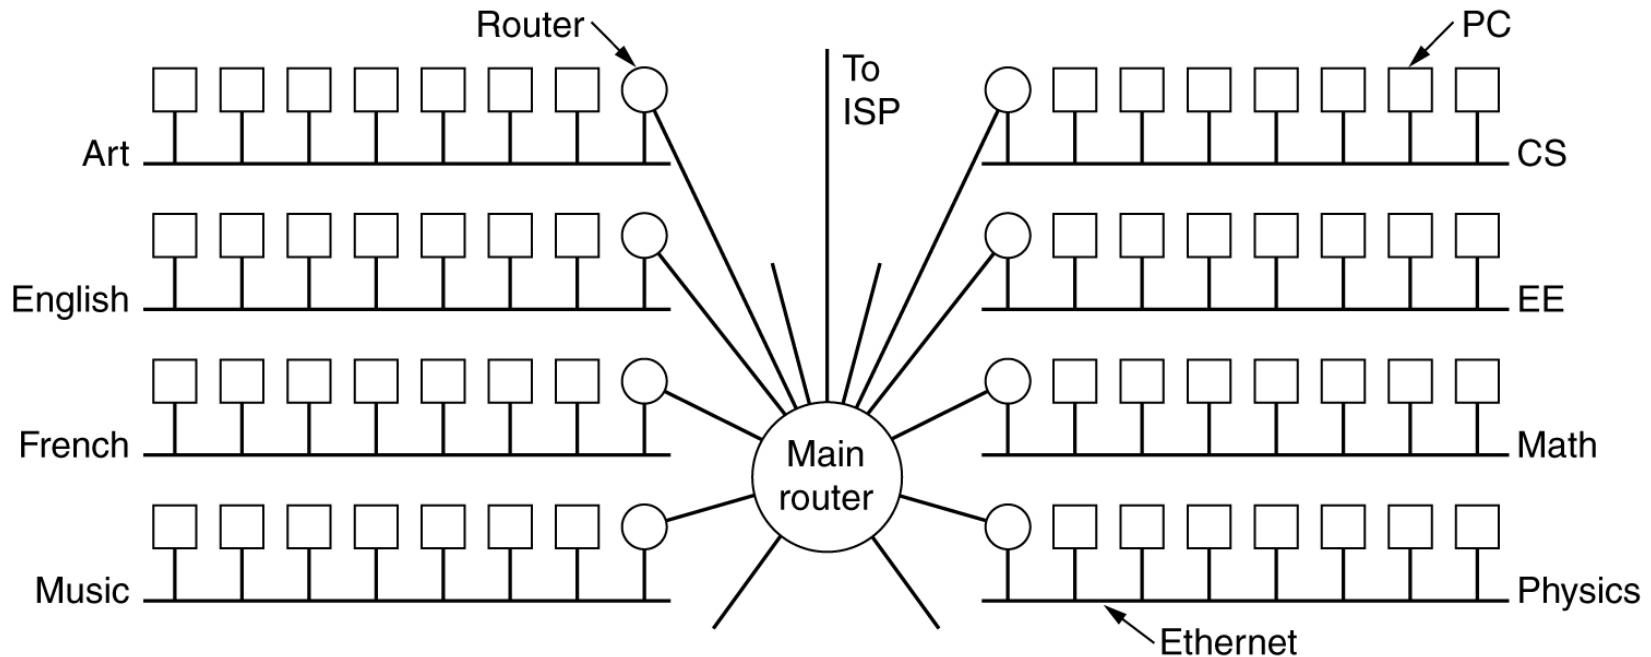 Router
PC
To
ISP
Art
CS
English
EE
French
Math
Main
router
Music
Physics
Ethernet